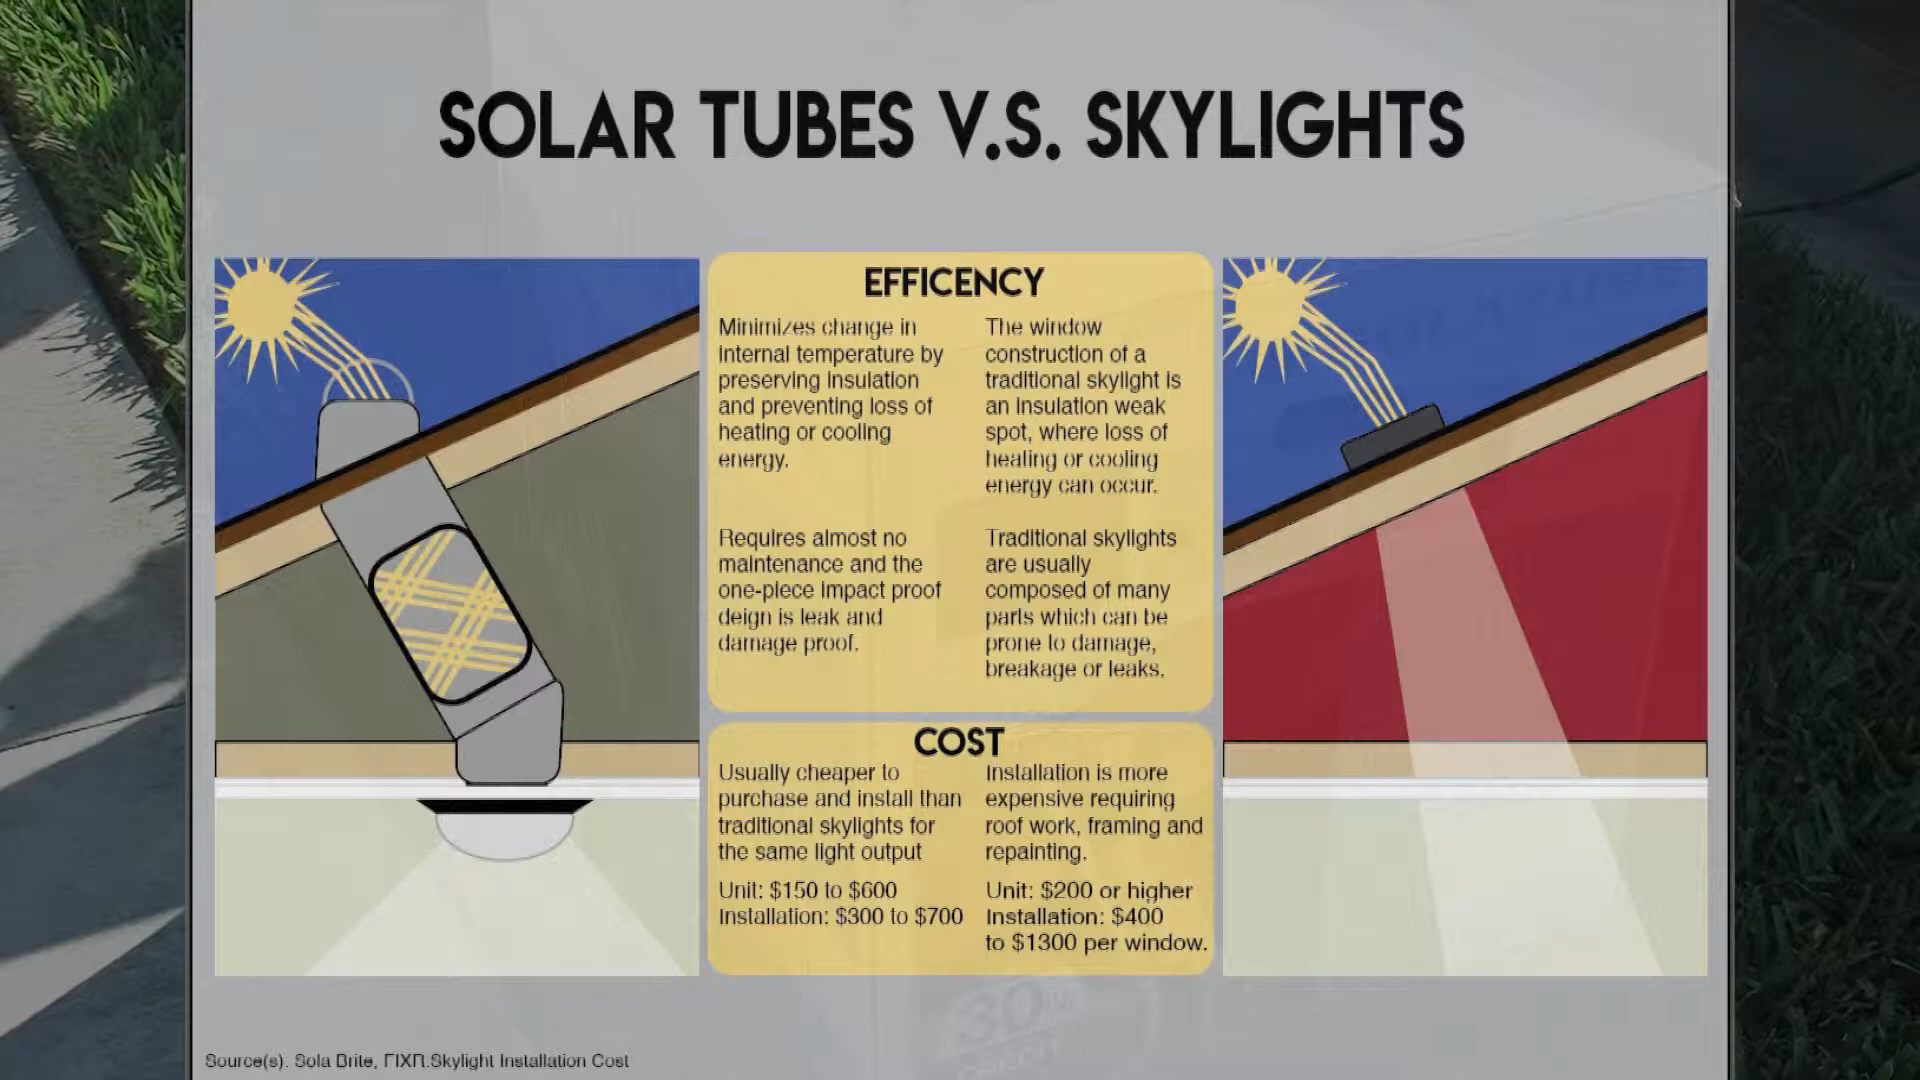 SOLAR TUBES V.S. SKYLIGHTS
EFFICENCY
Minimizes change in
internal temperature by
preserving insulation
and preventing loss of
heating or cooling
energy.
The window
construction of a
traditional skylight is
an insulation weak
spot, where loss of
heating or cooling
energy can occur.
Requires almost no
maintenance and the
one-piece impact proof
deign is leak and
damage proof.
Traditional skylights
are usually
composed of many
parts which can be
prone to damage,
breakage or leaks.
COST
Usually cheaper to
purchase and install than
traditional skylights for
the same light output
Unit: $150 to $600
Installation: $300 to $700
Installation is more
expensive requiring
roof work, framing and
repainting.
Unit: $200 or higher
Installation: $400
to $1300 per window.
Source(s). Sola Brite, FIXR.Skylight Installation Cost
30